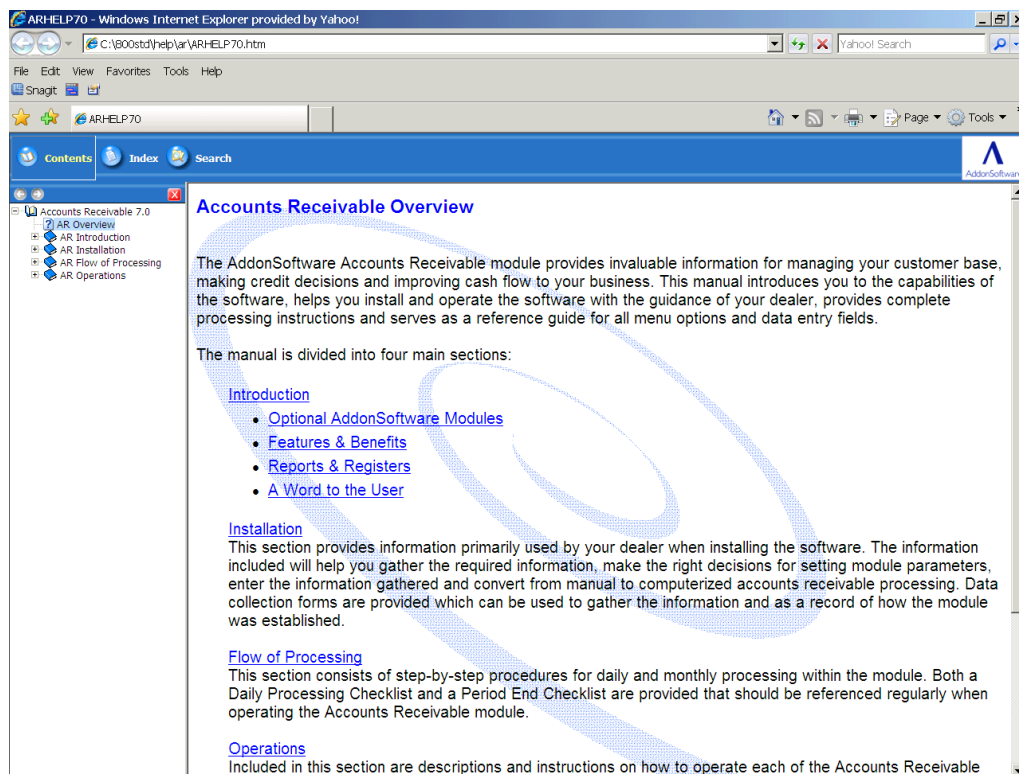 ARHELP70 - Windows Internet Explorer provided by Yahoo!
C:\800std\help\ar\ARHELP70.htm
Yahoo! Search
File Edit View Favorites Tools Help
Snagit
ARHELP70
Page Tools
Contents Index Search
AddonSoftware
Accounts Receivable 7.0
AR Overview
AR Introduction
AR Installation
AR Flow of Processing
AR Operations
Accounts Receivable Overview
The AddonSoftware Accounts Receivable module provides invaluable information for managing your customer base,
making credit decisions and improving cash flow to your business. This manual introduces you to the capabilities of
the software, helps you install and operate the software with the guidance of your dealer, provides complete
processing instructions and serves as a reference guide for all menu options and data entry fields.
The manual is divided into four main sections:
Introduction
• Optional AddonSoftware Modules
• Features & Benefits
• Reports & Registers
• A Word to the User
Installation
This section provides information primarily used by your dealer when installing the software. The information
included will help you gather the required information, make the right decisions for setting module parameters,
enter the information gathered and convert from manual to computerized accounts receivable processing. Data
collection forms are provided which can be used to gather the information and as a record of how the module
was established.
Flow of Processing
This section consists of step-by-step procedures for daily and monthly processing within the module. Both a
Daily Processing Checklist and a Period End Checklist are provided that should be referenced regularly when
operating the Accounts Receivable module.
Operations
Included in this section are descriptions and instructions on how to operate each of the Accounts Receivable